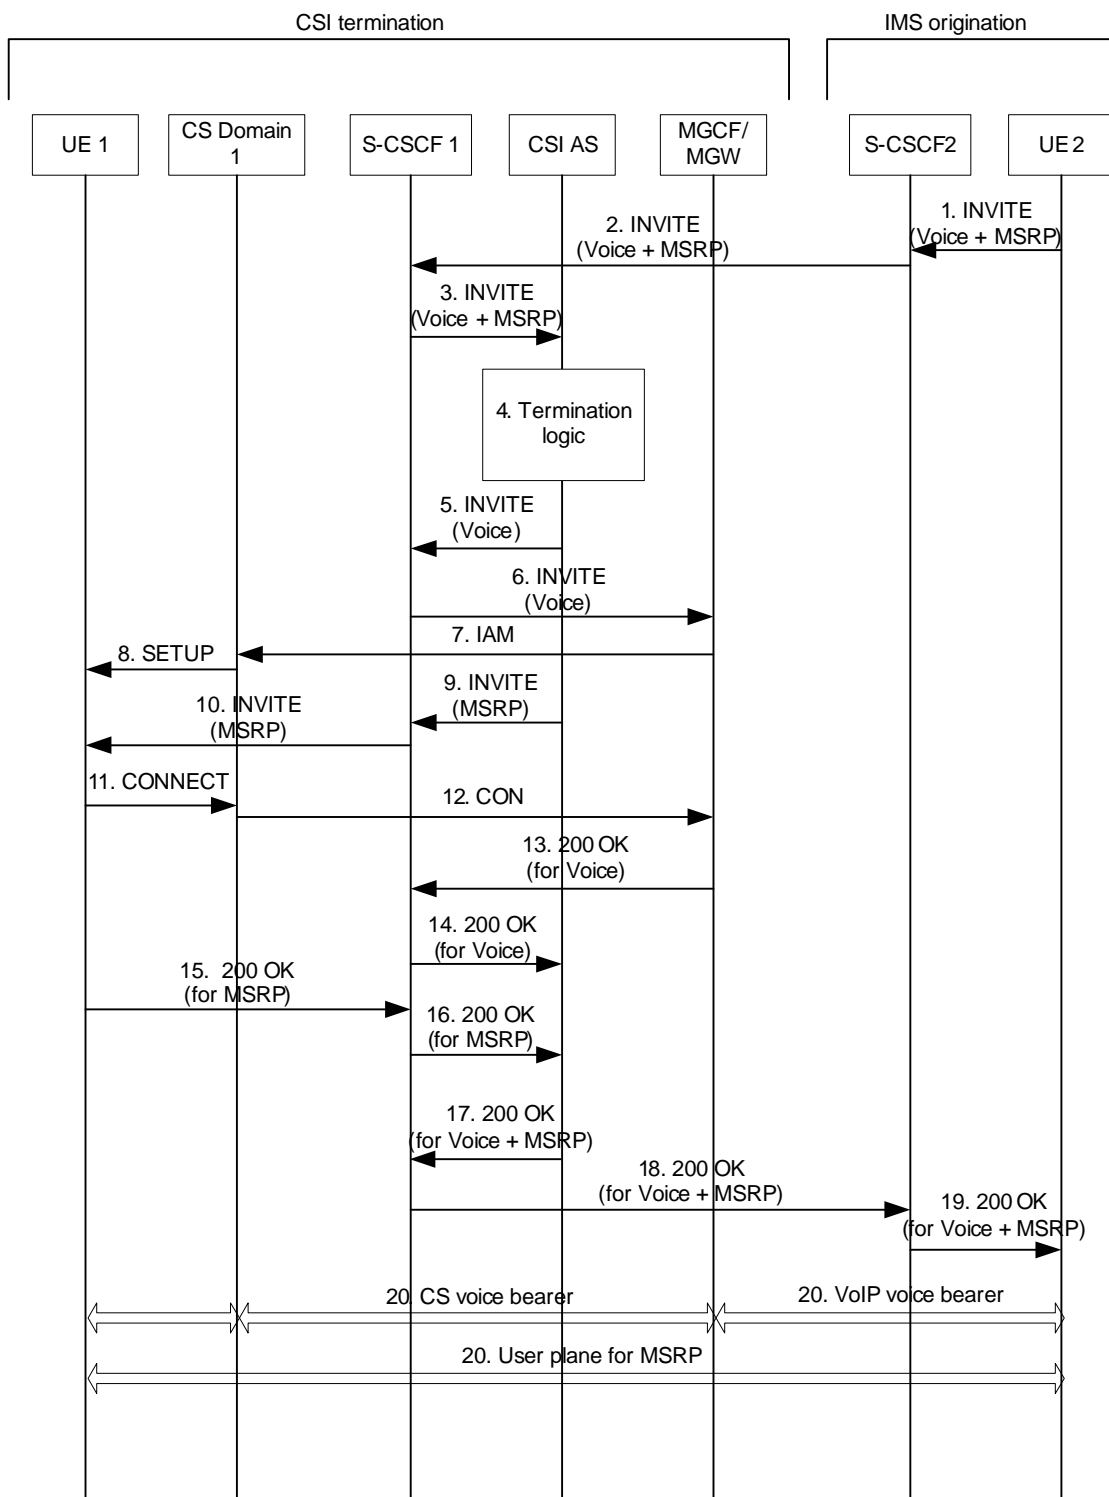 CSI termination
IMS origination
UE 1
CS Domain
1
S-CSCF 1
CSI AS
MGCF/
MGW
S-CSCF2
UE 2
1. INVITE
(Voice + MSRP)
2. INVITE
(Voice + MSRP)
3. INVITE
(Voice + MSRP)
4. Termination
logic
5. INVITE
(Voice)
6. INVITE
(Voice)
7. IAM
8. SETUP
9. INVITE
(MSRP)
10. INVITE
(MSRP)
11. CONNECT
12. CON
13. 200 OK
(for Voice)
14. 200 OK
(for Voice)
15. 200 OK
(for MSRP)
16. 200 OK
(for MSRP)
17. 200 OK
(for Voice + MSRP)
18. 200 OK
(for Voice + MSRP)
19. 200 OK
(for Voice + MSRP)
20. CS voice bearer
20. VoIP voice bearer
20. User plane for MSRP